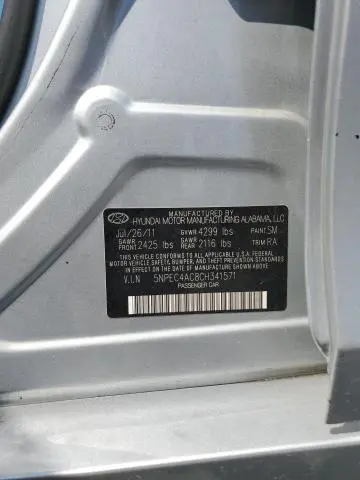 MANUFACTURED BY
HYUNDAI MOTOR MANUFACTURING ALABAMA, LLC
JUL/26/11 GVWR 4299 lbs PAINT SM
GAWR FRONT 2425 lbs GAWR REAR 2116 lbs TRIM RA
THIS VEHICLE CONFORMS TO ALL APPLICABLE U.S.A FEDERAL
MOTOR VEHICLE SAFETY, BUMPER, AND THEFT PREVENTION
STANDARDS IN EFFECT ON THE DATE OF MANUFACTURE SHOWN ABOVE.
V.I.N 5NPEC4AC8CH341571
PASSENGER CAR